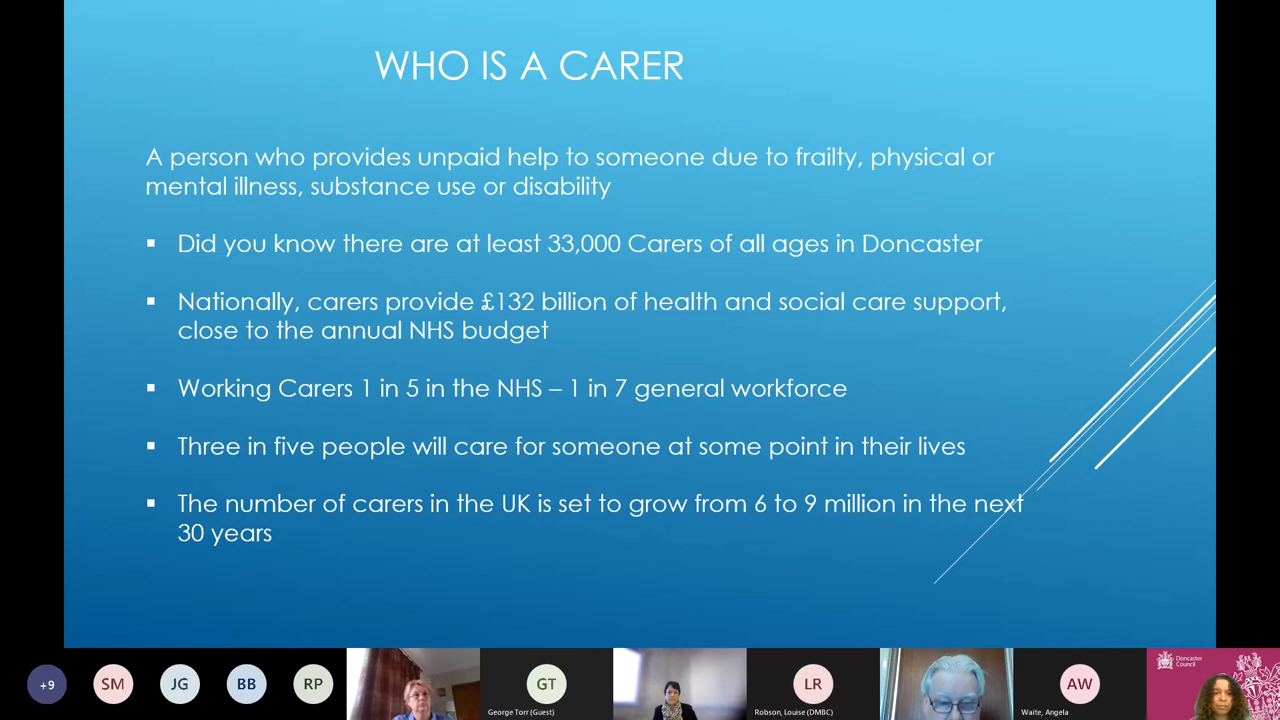 WHO IS A CARER
A person who provides unpaid help to someone due to frailty, physical or
mental illness, substance use or disability
▪ Did you know there are at least 33,000 Carers of all ages in Doncaster
▪ Nationally, carers provide £132 billion of health and social care support,
close to the annual NHS budget
▪ Working Carers 1 in 5 in the NHS – 1 in 7 general workforce
▪ Three in five people will care for someone at some point in their lives
▪ The number of carers in the UK is set to grow from 6 to 9 million in the next
30 years
+9
SM
JG
BB
RP
GT
George Torr (Guest)
LR
Robson, Louise (DMBC)
AW
Waite, Angela
Doncaster
Council